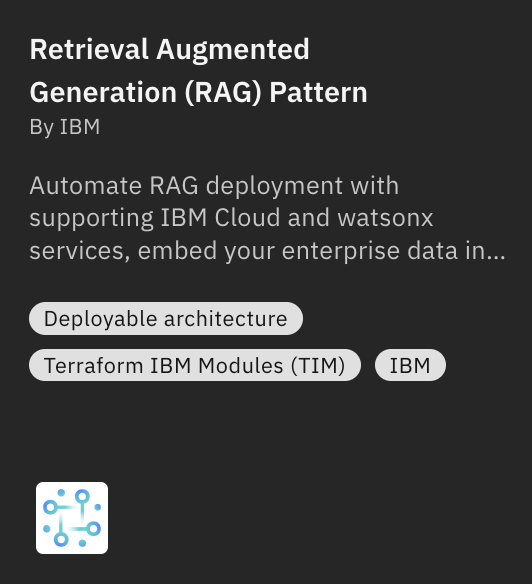 Retrieval Augmented
Generation (RAG) Pattern
By IBM
Automate RAG deployment with
supporting IBM Cloud and watsonx
services, embed your enterprise data in...
Deployable architecture
Terraform IBM Modules (TIM) IBM